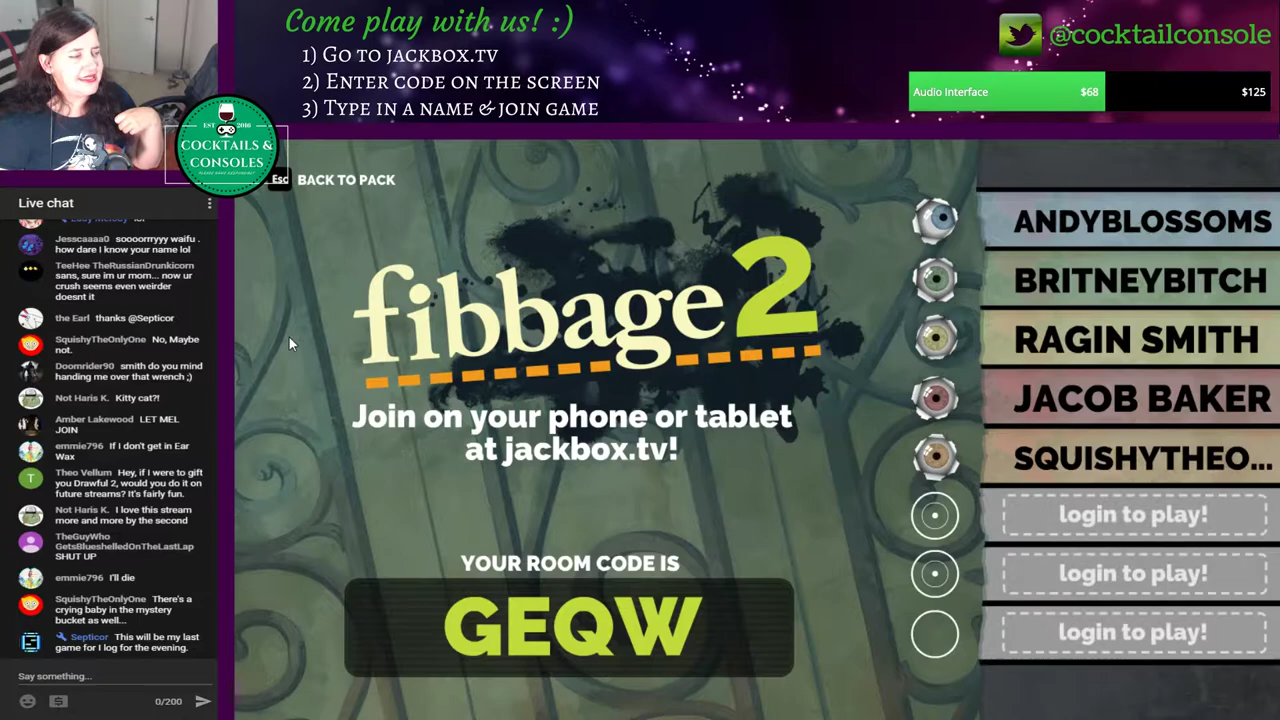 Come play with us! :)
1) Go to jackbox.tv
2) Enter code on the screen
3) Type in a name & join game
@cocktailconsole
Audio Interface $68 $125
EST 2016
COCKTAILS &
CONSOLES
Esc BACK TO PACK
Live chat
lol
Jesscaaaa0 soooorrryyy waifu .
how dare I know your name lol
TeeHee TheRussianDrunkicorn
sans, sure im ur mom... now ur
crush seems even weirder
doesnt it
the Earl thanks @Septicor
SquishyTheOnlyOne No, Maybe
not.
Doomrider90 smith do you mind
handing me over that wrench ;)
Not Haris K. Kitty cat?!
Amber Lakewood LET MEL
JOIN
emmie796 If I don't get in Ear
Wax
Theo Vellum Hey, if I were to gift
you Drawful 2, would you do it on
future streams? It's fairly fun.
Not Haris K. I love this stream
more and more by the second
TheGuyWho
GetsBlueshelledOnTheLastLap
SHUT UP
emmie796 I'll die
SquishyTheOnlyOne There's a
crying baby in the mystery
bucket as well...
Septicor This will be my last
game for I log for the evening.
Say something...
0/200
fibbage 2
Join on your phone or tablet
at jackbox.tv!
YOUR ROOM CODE IS
GEQW
ANDYBLOSSOMS
BRITNEYBITCH
RAGIN SMITH
JACOB BAKER
SQUISHYTHEO...
login to play!
login to play!
login to play!